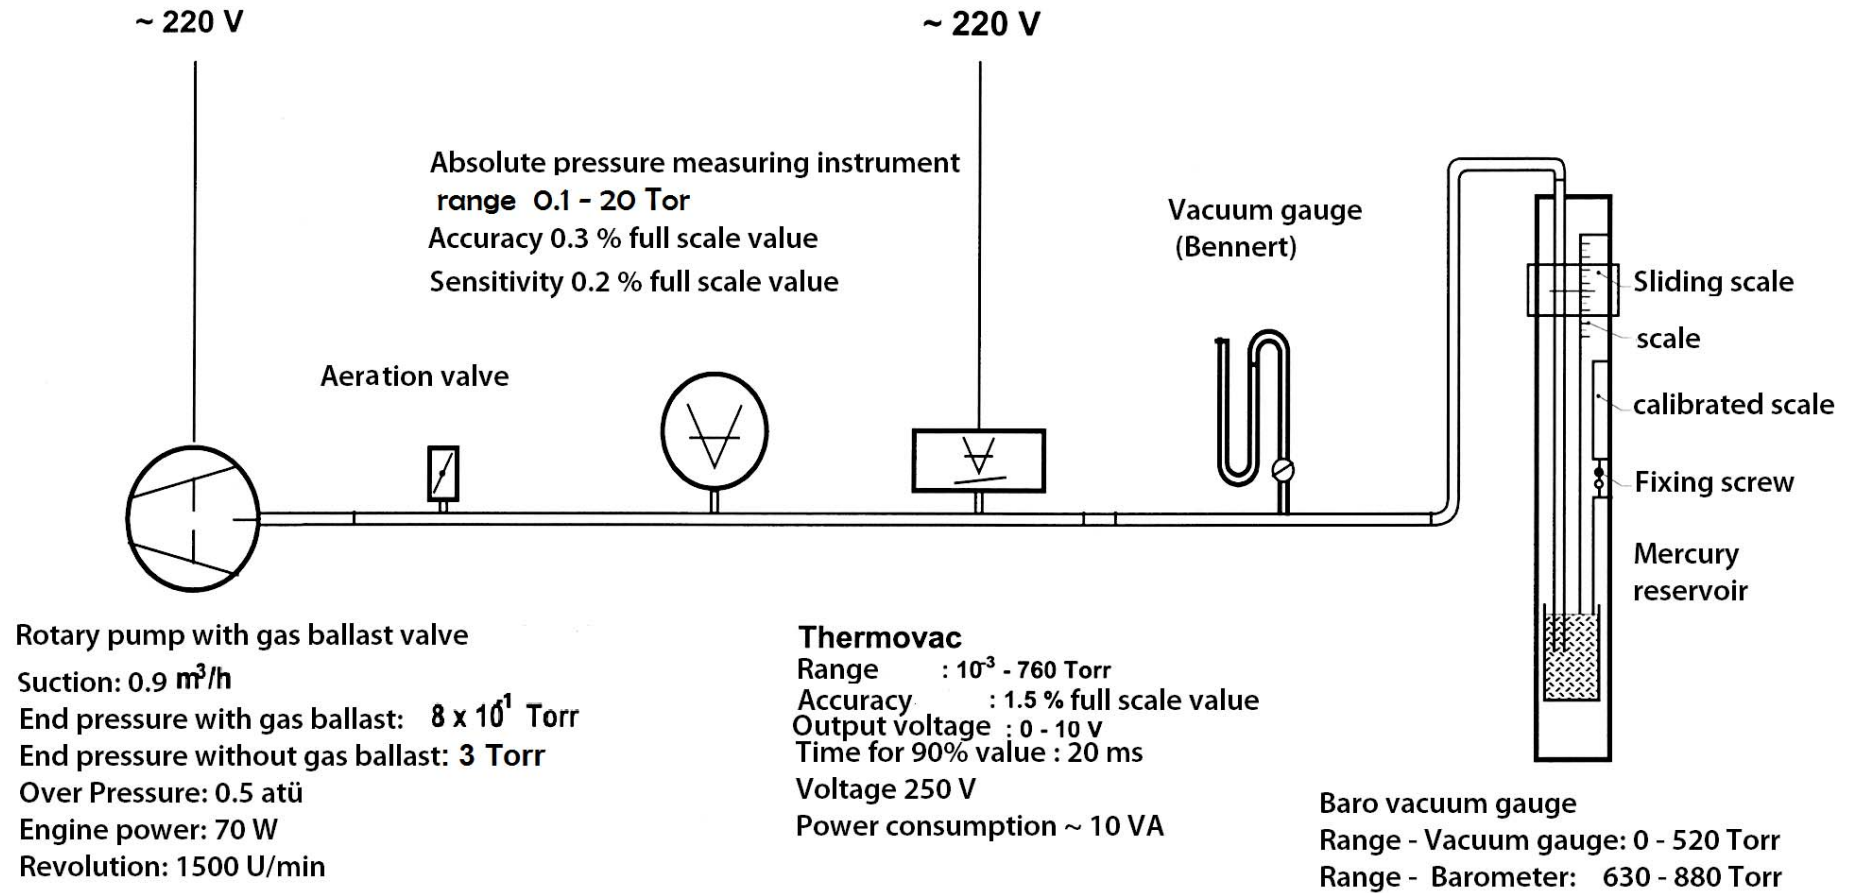 ~ 220 V
~ 220 V
Absolute pressure measuring instrument
range 0.1 - 20 Tor
Accuracy 0.3 % full scale value
Sensitivity 0.2 % full scale value
Vacuum gauge
(Bennert)
Aeration valve
Sliding scale
scale
calibrated scale
Fixing screw
Mercury
reservoir
Rotary pump with gas ballast valve
Suction: 0.9 m³/h
End pressure with gas ballast: 8 x 10⁻¹ Torr
End pressure without gas ballast: 3 Torr
Over Pressure: 0.5 atü
Engine power: 70 W
Revolution: 1500 U/min
Thermovac
Range : 10⁻³ - 760 Torr
Accuracy : 1.5 % full scale value
Output voltage : 0 - 10 V
Time for 90% value : 20 ms
Voltage 250 V
Power consumption ~ 10 VA
Baro vacuum gauge
Range - Vacuum gauge: 0 - 520 Torr
Range - Barometer: 630 - 880 Torr